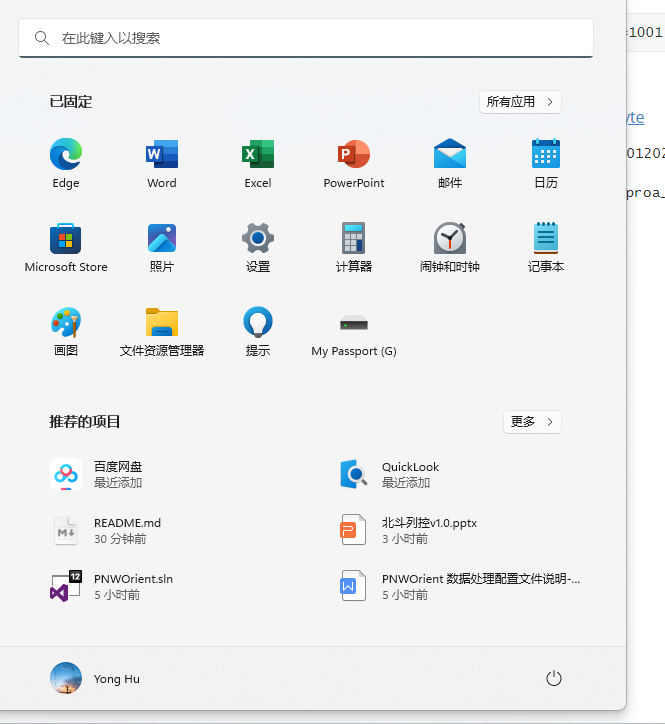 在此键入以搜索
=1001
已固定
所有应用
yte
Edge
Word
Excel
PowerPoint
邮件
日历
01202
proa_
Microsoft Store
照片
设置
计算器
闹钟和时钟
记事本
画图
文件资源管理器
提示
My Passport (G)
推荐的项目
更多
百度网盘
最近添加
QuickLook
最近添加
README.md
30 分钟前
北斗列控v1.0.pptx
3 小时前
PNWOrient.sln
5 小时前
PNWOrient 数据处理配置文件说明-...
5 小时前
Yong Hu